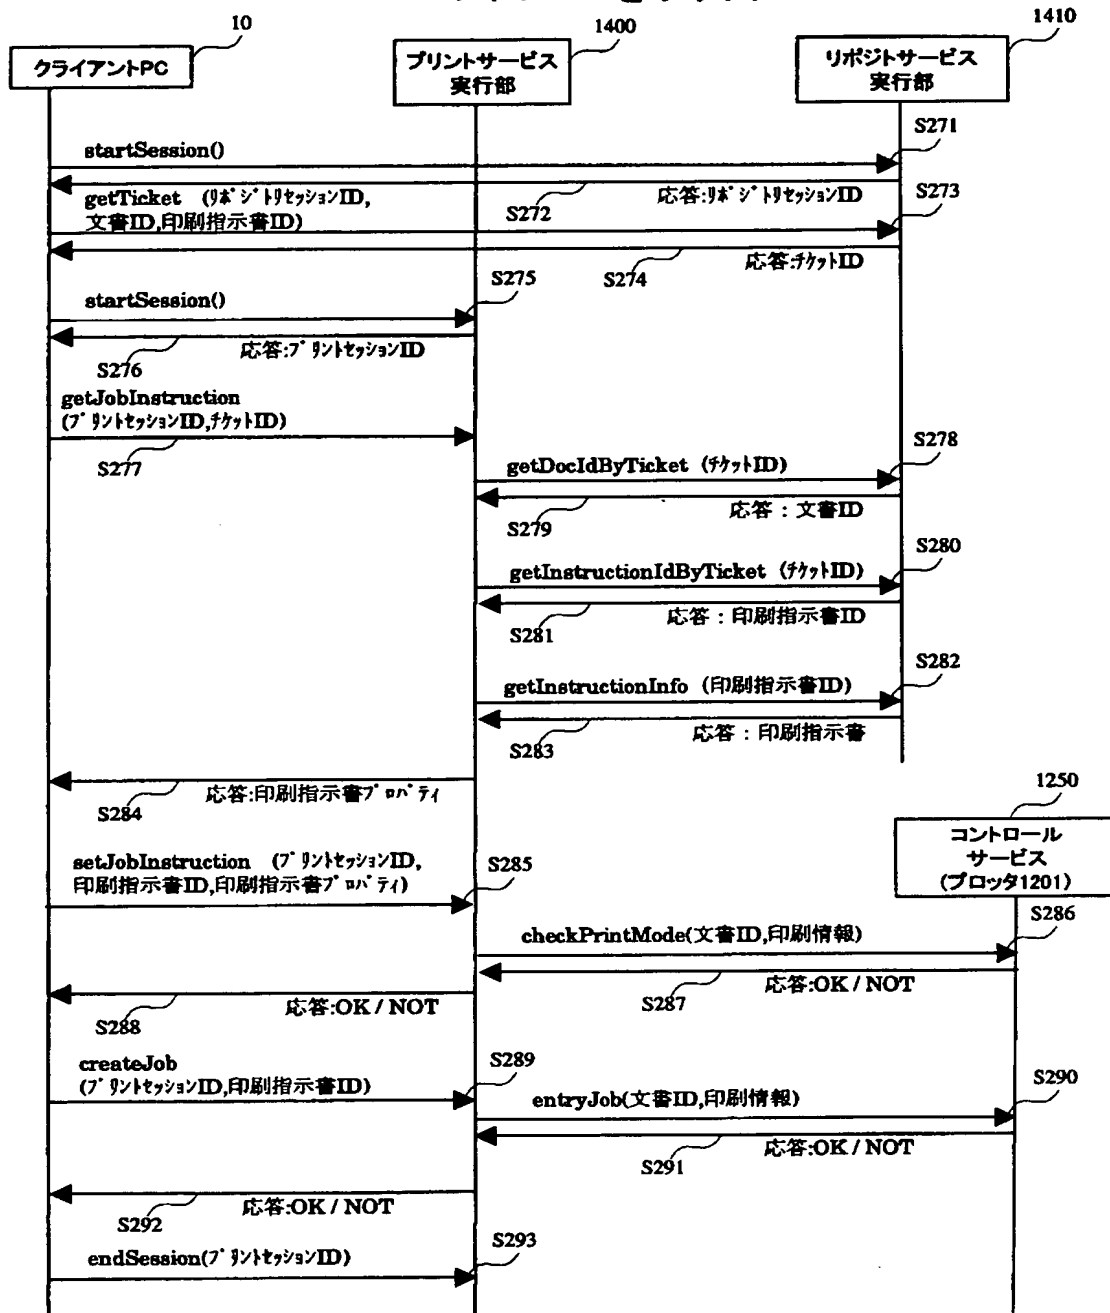 10
1400
1410
クライアントPC
プリントサービス
実行部
リポジトサービス
実行部
S271
startSession()
getTicket (ﾘﾎﾟｼﾞﾄﾘｾｯｼｮﾝID,
文書ID,印刷指示書ID)
S272
応答:ﾘﾎﾟｼﾞﾄﾘｾｯｼｮﾝID
S273
S274
応答:ﾁｹｯﾄID
S275
startSession()
応答:ﾌﾟﾘﾝﾄｾｯｼｮﾝID
S276
getJobInstruction
(ﾌﾟﾘﾝﾄｾｯｼｮﾝID,ﾁｹｯﾄID)
S277
S278
getDocIdByTicket (ﾁｹｯﾄID)
応答：文書ID
S279
S280
getInstructionIdByTicket (ﾁｹｯﾄID)
応答：印刷指示書ID
S281
S282
getInstructionInfo (印刷指示書ID)
応答：印刷指示書
S283
応答:印刷指示書ﾌﾟﾛﾊﾟﾃｨ
S284
1250
コントロール
サービス
(プロッタ1201)
setJobInstruction (ﾌﾟﾘﾝﾄｾｯｼｮﾝID,
印刷指示書ID,印刷指示書ﾌﾟﾛﾊﾟﾃｨ)
S285
S286
checkPrintMode(文書ID,印刷情報)
応答:OK / NOT
S287
応答:OK / NOT
S288
createJob
(ﾌﾟﾘﾝﾄｾｯｼｮﾝID,印刷指示書ID)
S289
S290
entryJob(文書ID,印刷情報)
応答:OK / NOT
S291
応答:OK / NOT
S292
S293
endSession(ﾌﾟﾘﾝﾄｾｯｼｮﾝID)